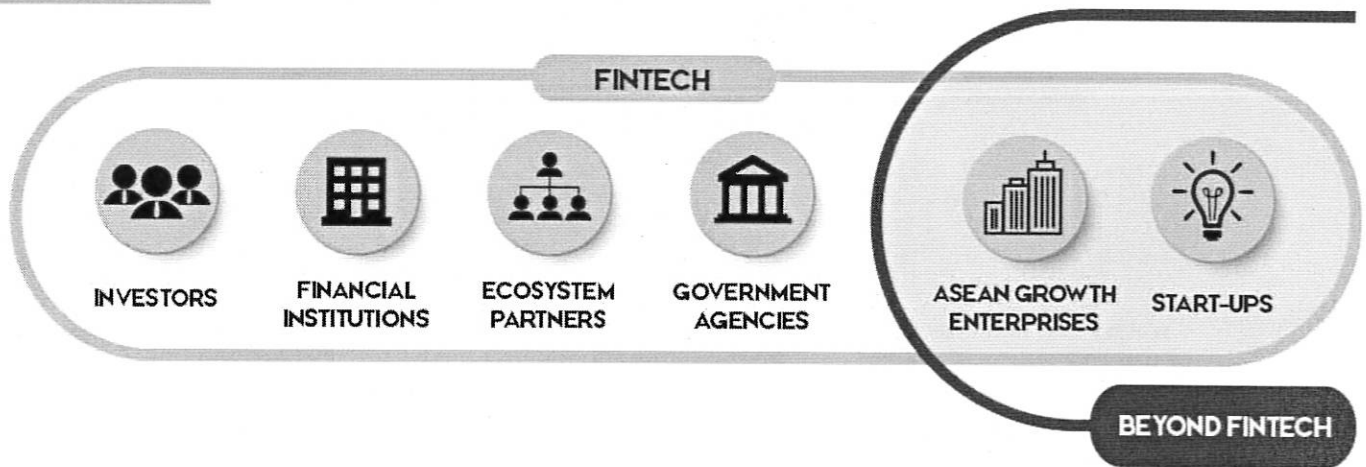 FINTECH
INVESTORS
FINANCIAL
INSTITUTIONS
ECOSYSTEM
PARTNERS
GOVERNMENT
AGENCIES
ASEAN GROWTH
ENTERPRISES
START-UPS
BEYOND FINTECH